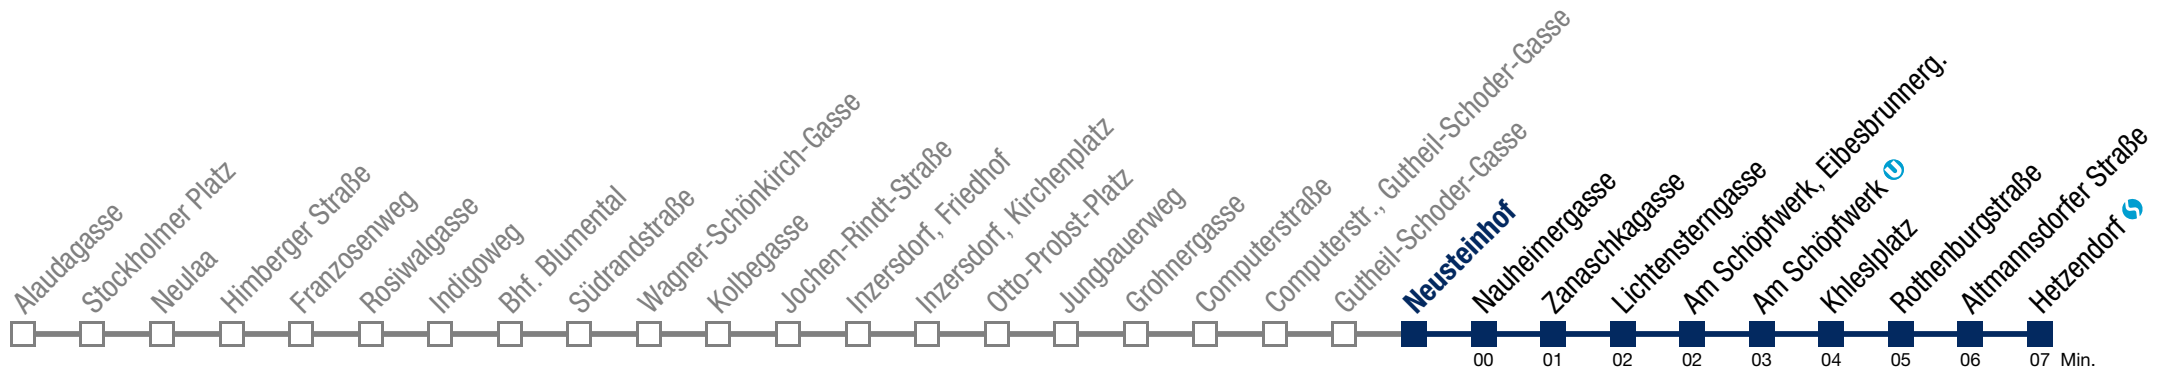 Alaudagasse
Stockholmer Platz
Neulaa
Himberger Straße
Franzosenweg
Rosiwalgasse
Indigoweg
Bhf. Blumental
Südrandstraße
Wagner-Schönkirch-Gasse
Kolbegasse
Jochen-Rindt-Straße
Inzersdorf, Friedhof
Inzersdorf, Kirchenplatz
Otto-Probst-Platz
Jungbauerweg
Grohnergasse
Computerstraße
Computerstr., Gutheil-Schoder-Gasse
Gutheil-Schoder-Gasse
Neusteinhof
Nauheimergasse
Zanaschkagasse
Lichtensterngasse
Am Schöpfwerk, Eibesbrunnerg.
Am Schöpfwerk U
Khleslplatz
Rothenburgstraße
Altmannsdorfer Straße
Hetzendorf S
00 01 02 02 03 04 05 06 07 Min.